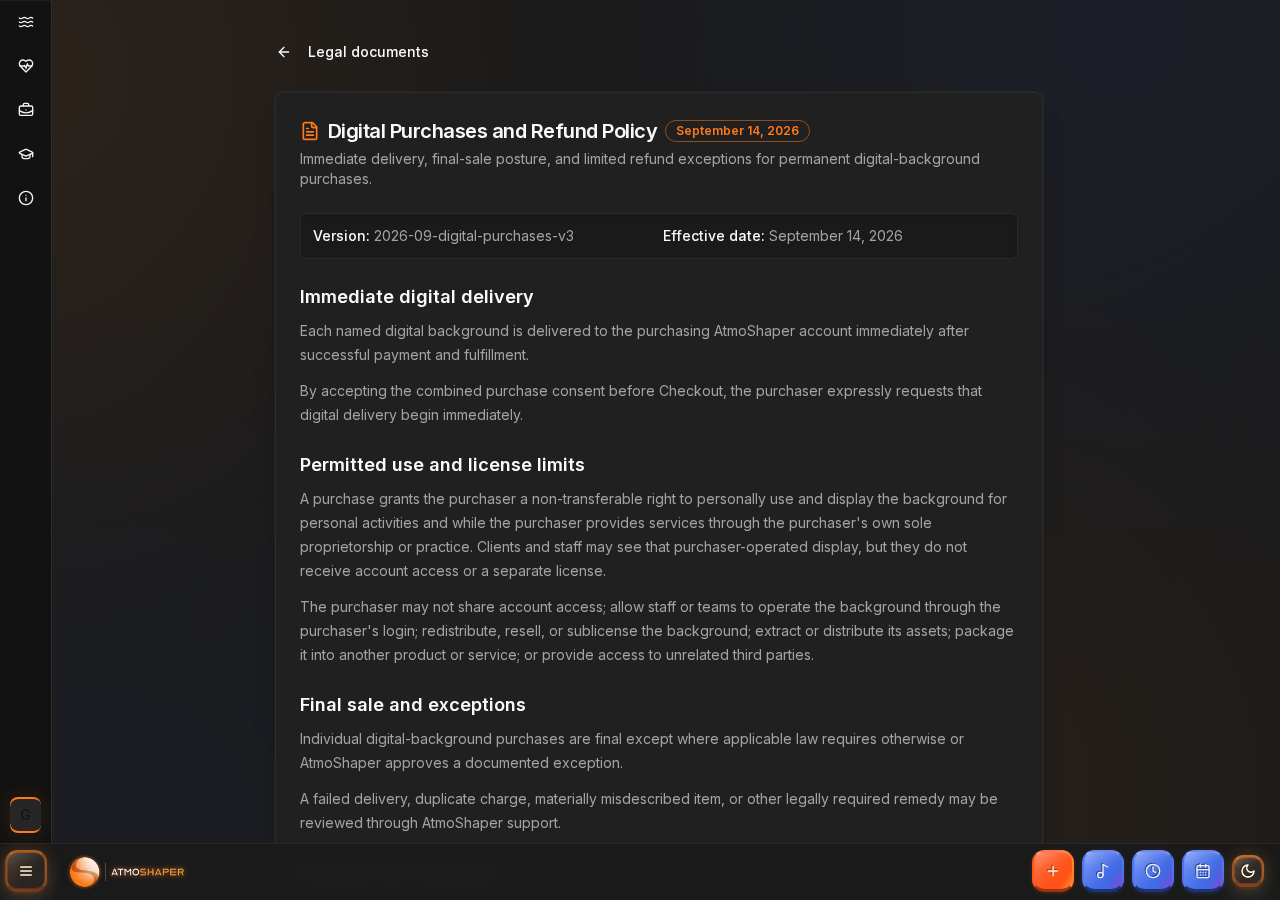 Legal documents
Digital Purchases and Refund Policy
September 14, 2026
Immediate delivery, final-sale posture, and limited refund exceptions for permanent digital-background
purchases.
Version: 2026-09-digital-purchases-v3
Effective date: September 14, 2026
Immediate digital delivery
Each named digital background is delivered to the purchasing AtmoShaper account immediately after
successful payment and fulfillment.
By accepting the combined purchase consent before Checkout, the purchaser expressly requests that
digital delivery begin immediately.
Permitted use and license limits
A purchase grants the purchaser a non-transferable right to personally use and display the background for
personal activities and while the purchaser provides services through the purchaser's own sole
proprietorship or practice. Clients and staff may see that purchaser-operated display, but they do not
receive account access or a separate license.
The purchaser may not share account access; allow staff or teams to operate the background through the
purchaser's login; redistribute, resell, or sublicense the background; extract or distribute its assets; package
it into another product or service; or provide access to unrelated third parties.
Final sale and exceptions
Individual digital-background purchases are final except where applicable law requires otherwise or
AtmoShaper approves a documented exception.
A failed delivery, duplicate charge, materially misdescribed item, or other legally required remedy may be
reviewed through AtmoShaper support.
G
ATMOSHAPER